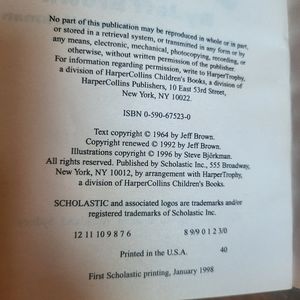 No part of this publication may be reproduced in whole or in part,
or stored in a retrieval system, or transmitted in any form or by
any means, electronic, mechanical, photocopying, recording, or
otherwise, without written permission of the publisher.
For information regarding permission, write to HarperTrophy,
a division of HarperCollins Children's Books, a division of
HarperCollins Publishers, 10 East 53rd Street,
New York, NY 10022.
ISBN 0-590-67523-0
Text copyright © 1964 by Jeff Brown.
Copyright renewed © 1992 by Jeff Brown.
Illustrations copyright © 1996 by Steve Björkman.
All rights reserved. Published by Scholastic Inc., 555 Broadway,
New York, NY 10012, by arrangement with HarperTrophy,
a division of HarperCollins Children's Books.
SCHOLASTIC and associated logos are trademarks and/or
registered trademarks of Scholastic Inc.
12 11 10 9 8 7 6 8 9/9 0 1 2 3/0
Printed in the U.S.A. 40
First Scholastic printing, January 1998